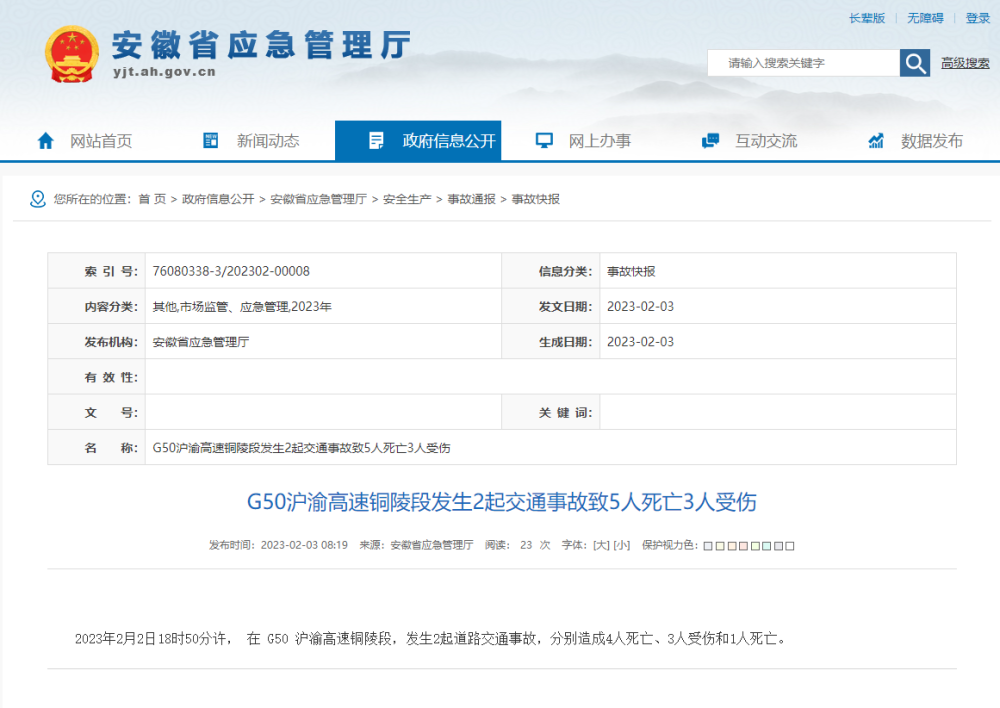 长辈版 | 无障碍 | 登录
安徽省应急管理厅
yjt.ah.gov.cn
请输入搜索关键字 高级搜索
网站首页 新闻动态 政府信息公开 网上办事 互动交流 数据发布
您所在的位置：首 页 > 政府信息公开 > 安徽省应急管理厅 > 安全生产 > 事故通报 > 事故快报
索 引 号： 76080338-3/202302-00008 信息分类： 事故快报
内容分类： 其他,市场监管、应急管理,2023年 发文日期： 2023-02-03
发布机构： 安徽省应急管理厅 生成日期： 2023-02-03
有 效 性：
文 号： 关 键 词：
名 称： G50沪渝高速铜陵段发生2起交通事故致5人死亡3人受伤
G50沪渝高速铜陵段发生2起交通事故致5人死亡3人受伤
发布时间：2023-02-03 08:19 来源：安徽省应急管理厅 阅读： 23 次 字体：[大] [小] 保护视力色：
2023年2月2日18时50分许， 在 G50 沪渝高速铜陵段，发生2起道路交通事故，分别造成4人死亡、3人受伤和1人死亡。